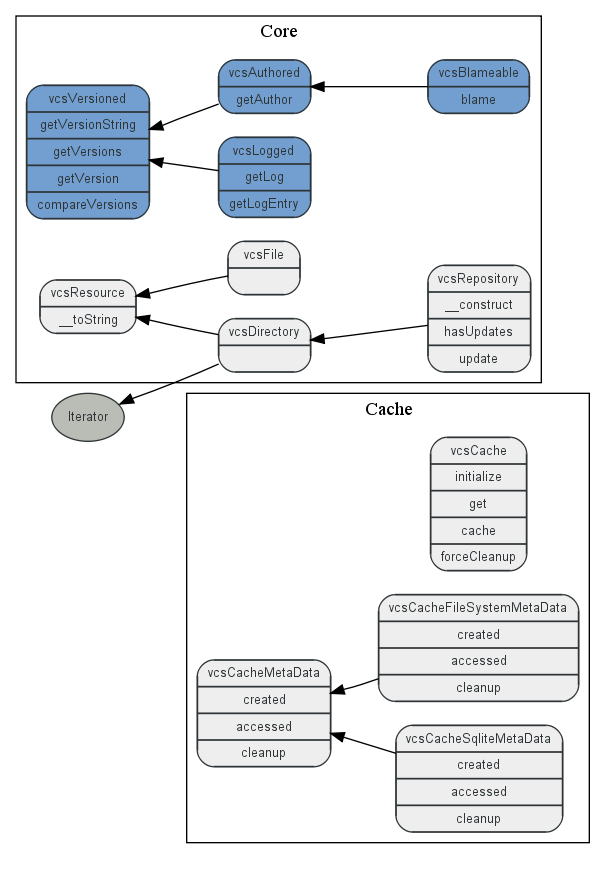 Core
vcsVersioned
getVersionString
getVersions
getVersion
compareVersions
vcsAuthored
getAuthor
vcsBlameable
blame
vcsLogged
getLog
getLogEntry
vcsFile
vcsResource
__toString
vcsDirectory
vcsRepository
__construct
hasUpdates
update
Iterator
Cache
vcsCache
initialize
get
cache
forceCleanup
vcsCacheFileSystemMetaData
created
accessed
cleanup
vcsCacheMetaData
created
accessed
cleanup
vcsCacheSqliteMetaData
created
accessed
cleanup